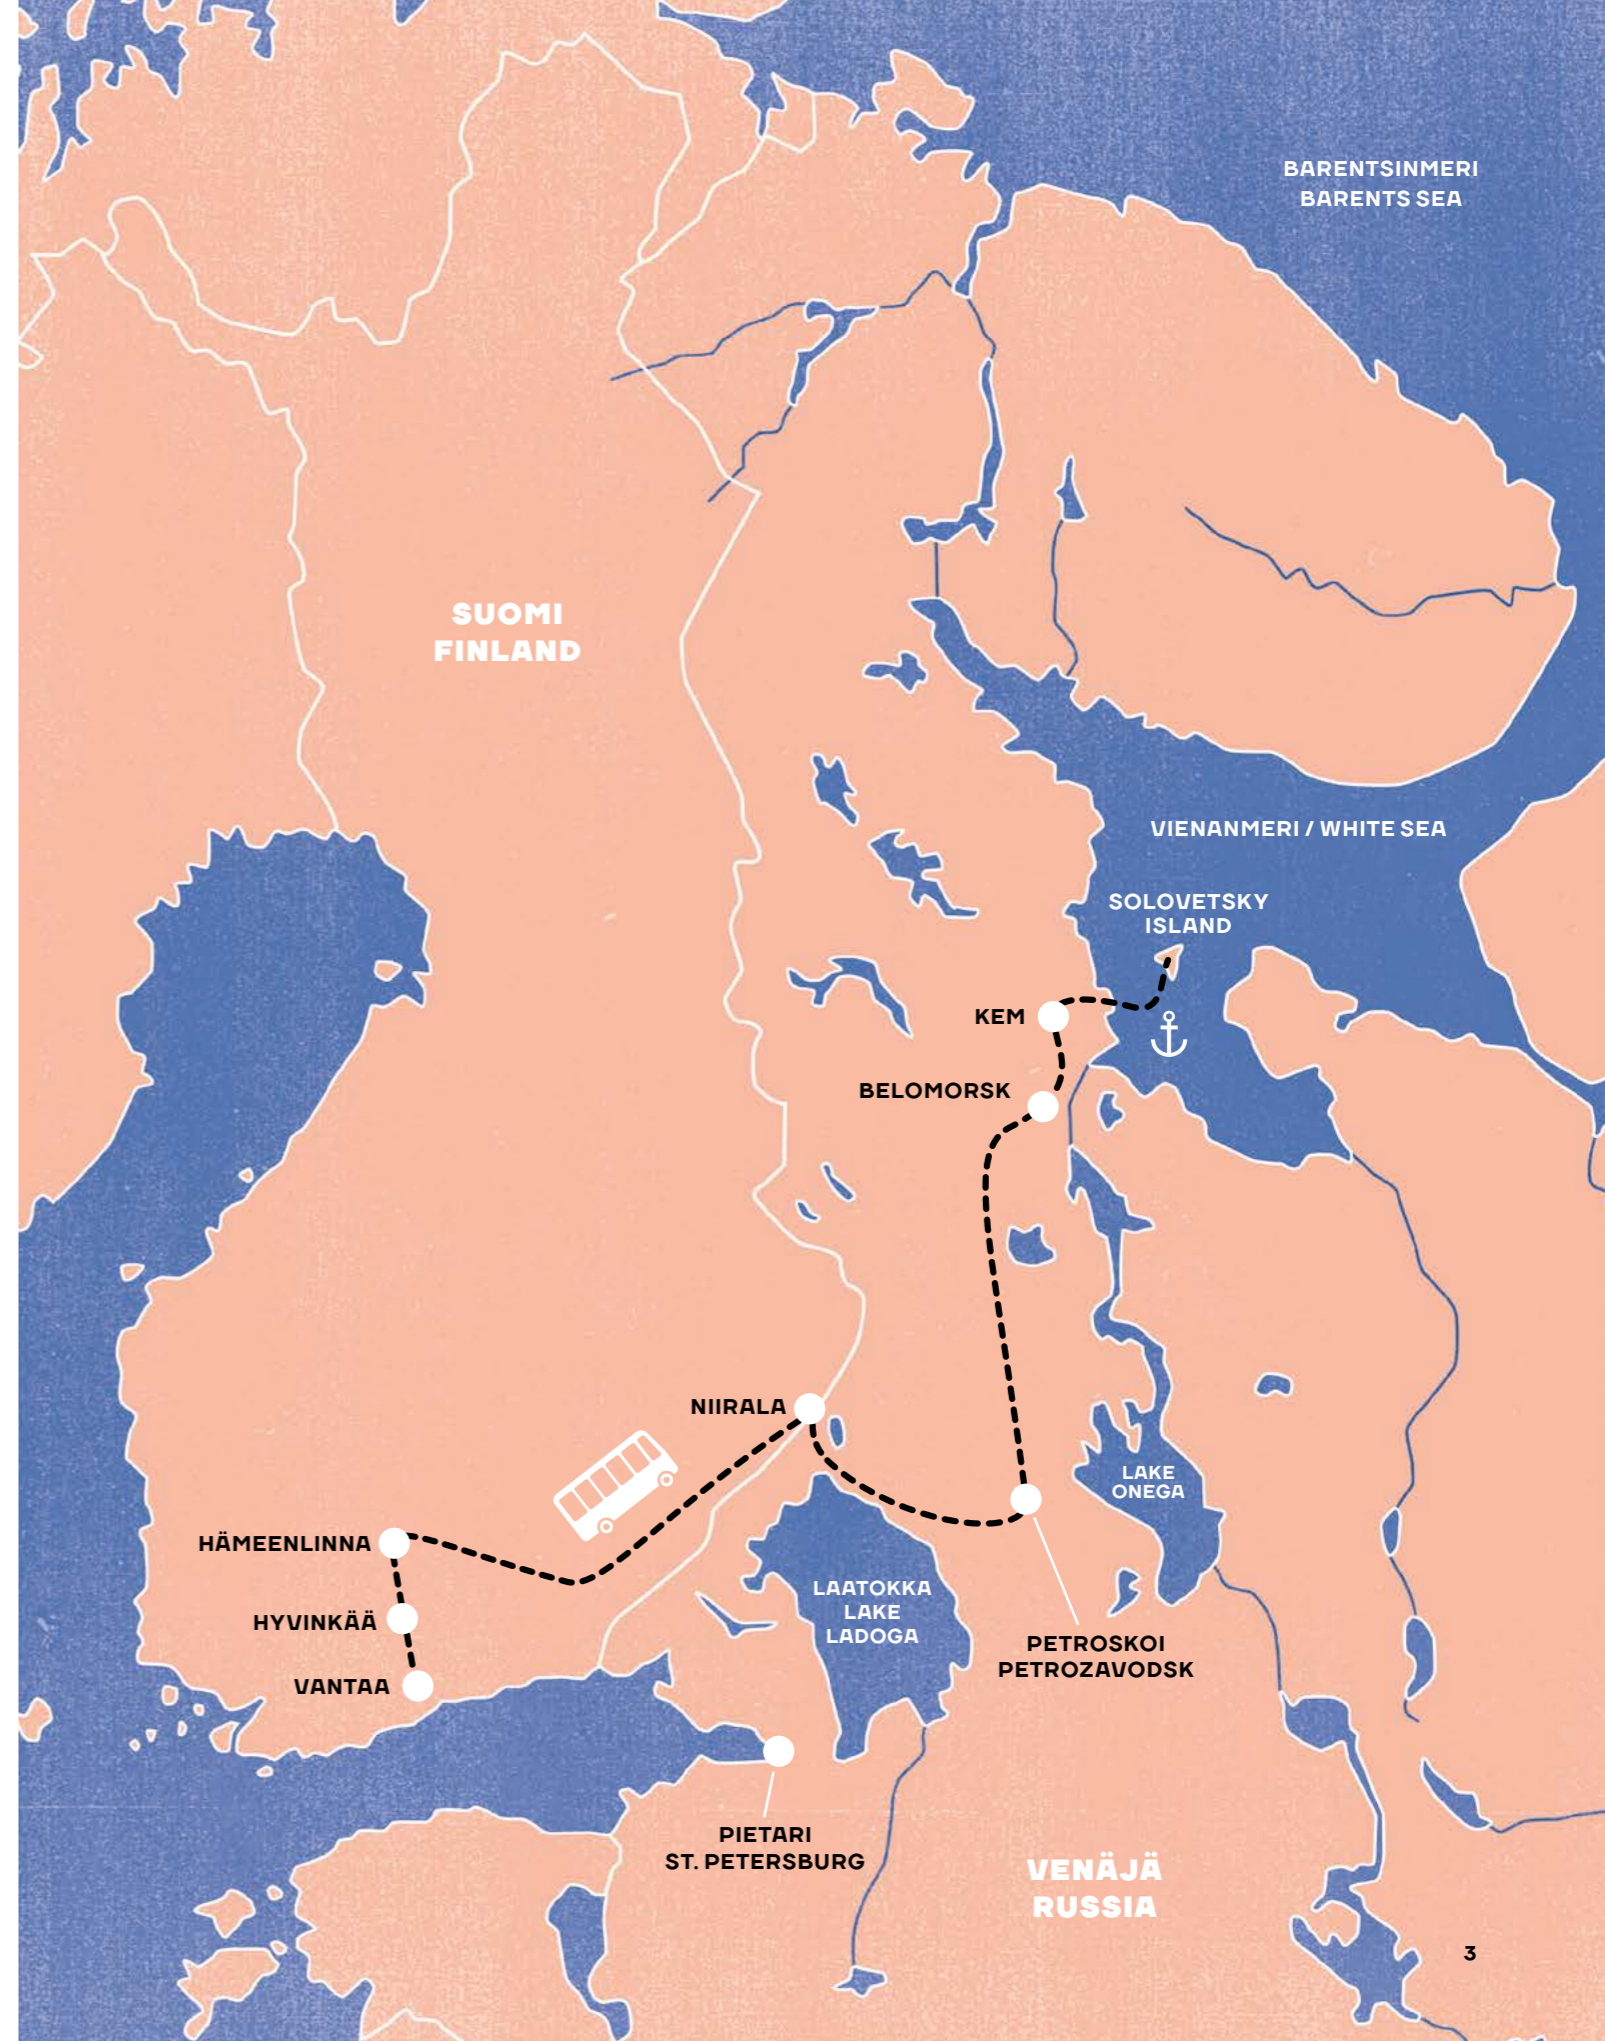 BARENTSINMERI
BARENTS SEA
SUOMI
FINLAND
VIENANMERI / WHITE SEA
SOLOVETSKY
ISLAND
KEM
BELOMORSK
NIIRALA
LAKE
ONEGA
HÄMEENLINNA
LAATOKKA
LAKE
LADOGA
HYVINKÄÄ
PETROSKOI
PETROZAVODSK
VANTAA
PIETARI
ST. PETERSBURG
VENÄJÄ
RUSSIA
3